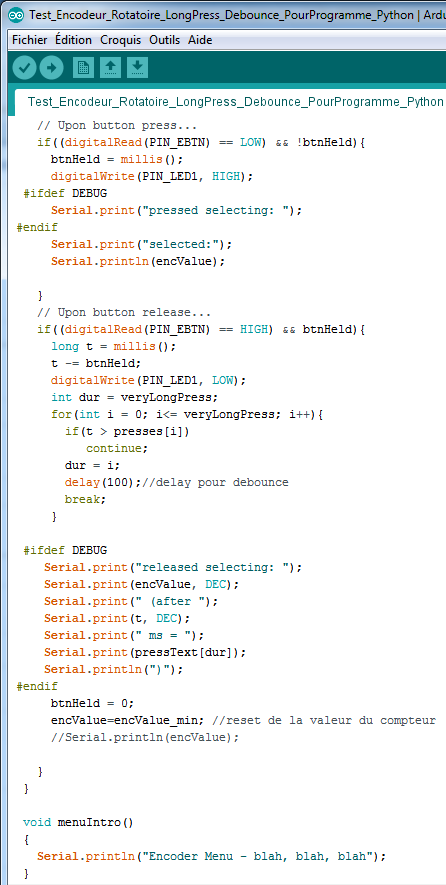 Test_Encodeur_Rotatoire_LongPress_Debounce_PourProgramme_Python | Ardu
Fichier Édition Croquis Outils Aide
Test_Encodeur_Rotatoire_LongPress_Debounce_PourProgramme_Python
// Upon button press...
if((digitalRead(PIN_EBTN) == LOW) && !btnHeld){
btnHeld = millis();
digitalWrite(PIN_LED1, HIGH);
#ifdef DEBUG
Serial.print("pressed selecting: ");
#endif
Serial.print("selected:");
Serial.println(encValue);
}
// Upon button release...
if((digitalRead(PIN_EBTN) == HIGH) && btnHeld){
long t = millis();
t -= btnHeld;
digitalWrite(PIN_LED1, LOW);
int dur = veryLongPress;
for(int i = 0; i<= veryLongPress; i++){
if(t > presses[i])
continue;
dur = i;
delay(100);//delay pour debounce
break;
}
#ifdef DEBUG
Serial.print("released selecting: ");
Serial.print(encValue, DEC);
Serial.print(" (after ");
Serial.print(t, DEC);
Serial.print(" ms = ");
Serial.print(pressText[dur]);
Serial.println(")");
#endif
btnHeld = 0;
encValue=encValue_min; //reset de la valeur du compteur
//Serial.println(encValue);
}
}
void menuIntro()
{
Serial.println("Encoder Menu - blah, blah, blah");
}